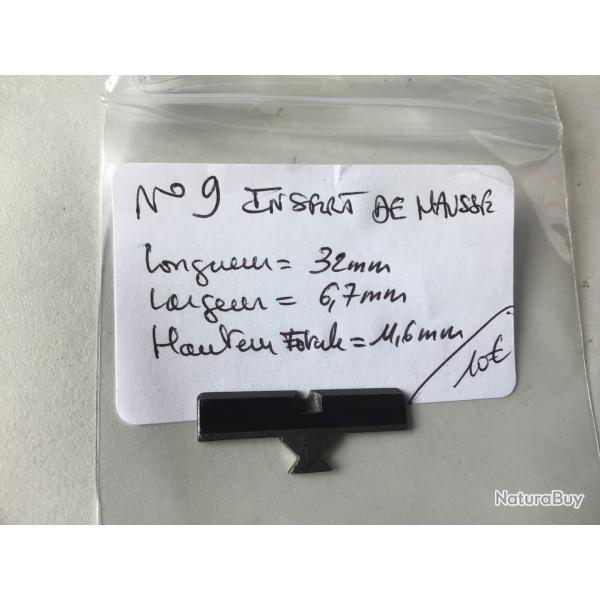 N° 9 INSERT DE HAUSSE
Longueur = 32mm
Largeur = 6,7mm
Hauteur Totale = 11,6mm
10€
NaturaBuy